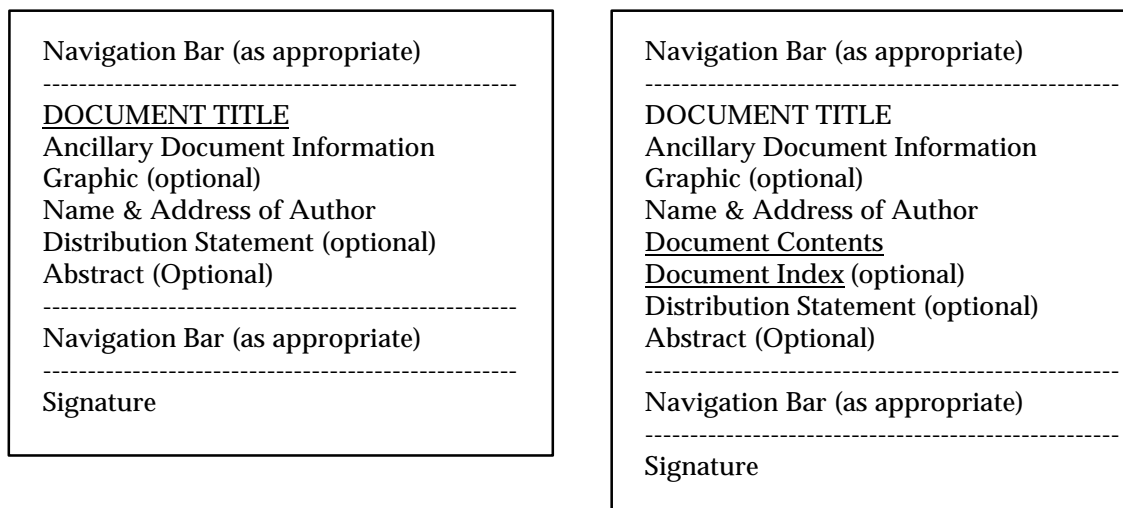 Navigation Bar (as appropriate)
-----------------------------------------------------
DOCUMENT TITLE
Ancillary Document Information
Graphic (optional)
Name & Address of Author
Distribution Statement (optional)
Abstract (Optional)
-----------------------------------------------------
Navigation Bar (as appropriate)
-----------------------------------------------------
Signature
Navigation Bar (as appropriate)
-----------------------------------------------------
DOCUMENT TITLE
Ancillary Document Information
Graphic (optional)
Name & Address of Author
Document Contents
Document Index (optional)
Distribution Statement (optional)
Abstract (Optional)
-----------------------------------------------------
Navigation Bar (as appropriate)
-----------------------------------------------------
Signature